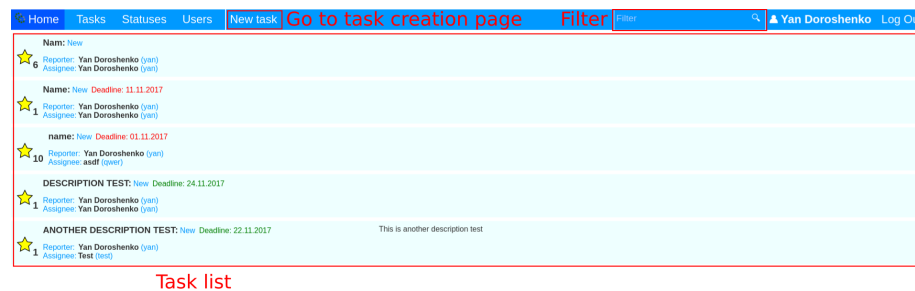 Home Tasks Statuses Users New task Go to task creation page Filter Filter Yan Doroshenko Log Ou
Nam: New
6
Reporter: Yan Doroshenko (yan)
Assignee: Yan Doroshenko (yan)
Name: New Deadline: 11.11.2017
1
Reporter: Yan Doroshenko (yan)
Assignee: Yan Doroshenko (yan)
name: New Deadline: 01.11.2017
10
Reporter: Yan Doroshenko (yan)
Assignee: asdf (qwer)
DESCRIPTION TEST: New Deadline: 24.11.2017
1
Reporter: Yan Doroshenko (yan)
Assignee: Yan Doroshenko (yan)
ANOTHER DESCRIPTION TEST: New Deadline: 22.11.2017 This is another description test
1
Reporter: Yan Doroshenko (yan)
Assignee: Test (test)
Task list